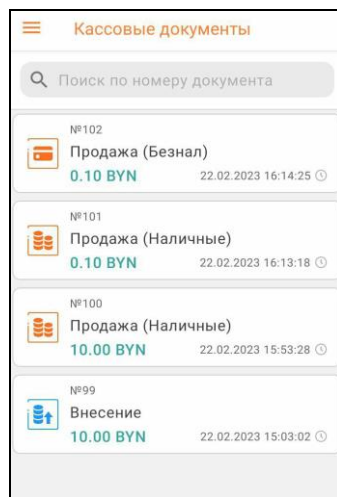 Кассовые документы
Поиск по номеру документа
№102
Продажа (Безнал)
0.10 BYN 22.02.2023 16:14:25
№101
Продажа (Наличные)
0.10 BYN 22.02.2023 16:13:18
№100
Продажа (Наличные)
10.00 BYN 22.02.2023 15:53:28
№99
Внесение
10.00 BYN 22.02.2023 15:03:02